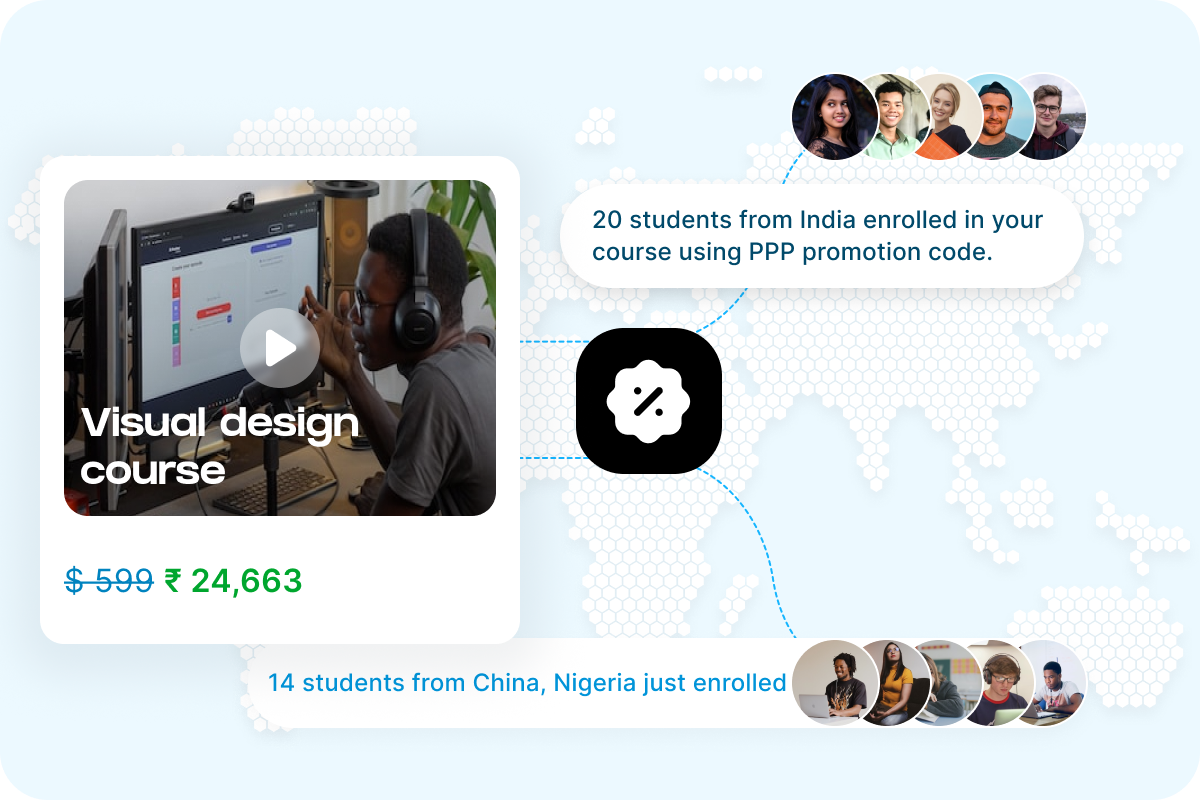 20 students from India enrolled in your
course using PPP promotion code.
Visual design
course
$ 599 ₹ 24,663
14 students from China, Nigeria just enrolled